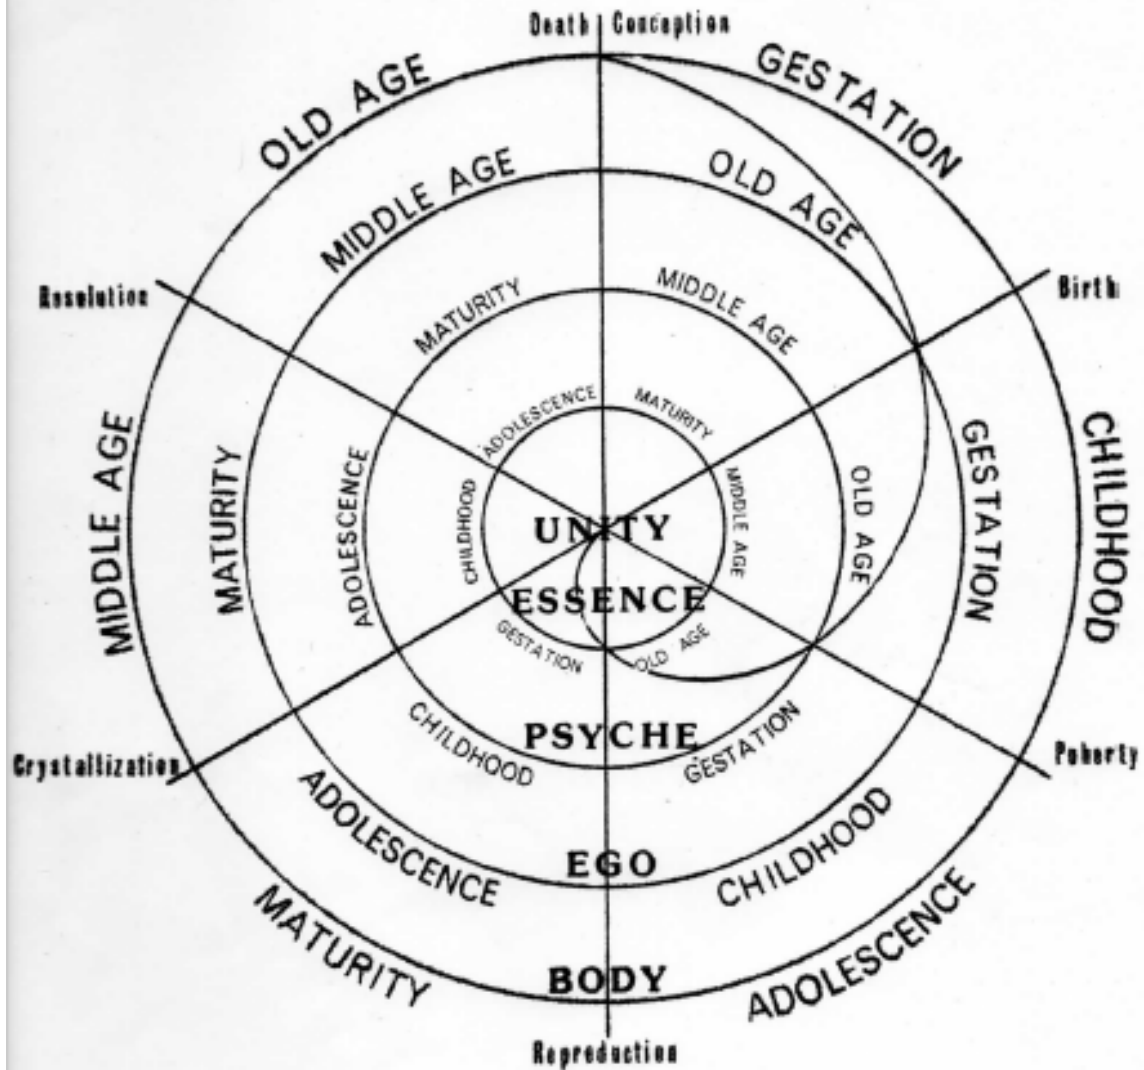 Death Conception
OLD AGE
GESTATION
MIDDLE AGE
OLD AGE
MATURITY
MIDDLE AGE
Resolution
Birth
ADOLESCENCE
MATURITY
MIDDLE AGE
MATURITY
ADOLESCENCE
CHILDHOOD
MIDDLE AGE
OLD AGE
GESTATION
CHILDHOOD
UNITY
ESSENCE
GESTATION
OLD AGE
PSYCHE
CHILDHOOD
GESTATION
Crystallization
Poberty
ADOLESCENCE
CHILDHOOD
EGO
MATURITY
ADOLESCENCE
BODY
Reproduction